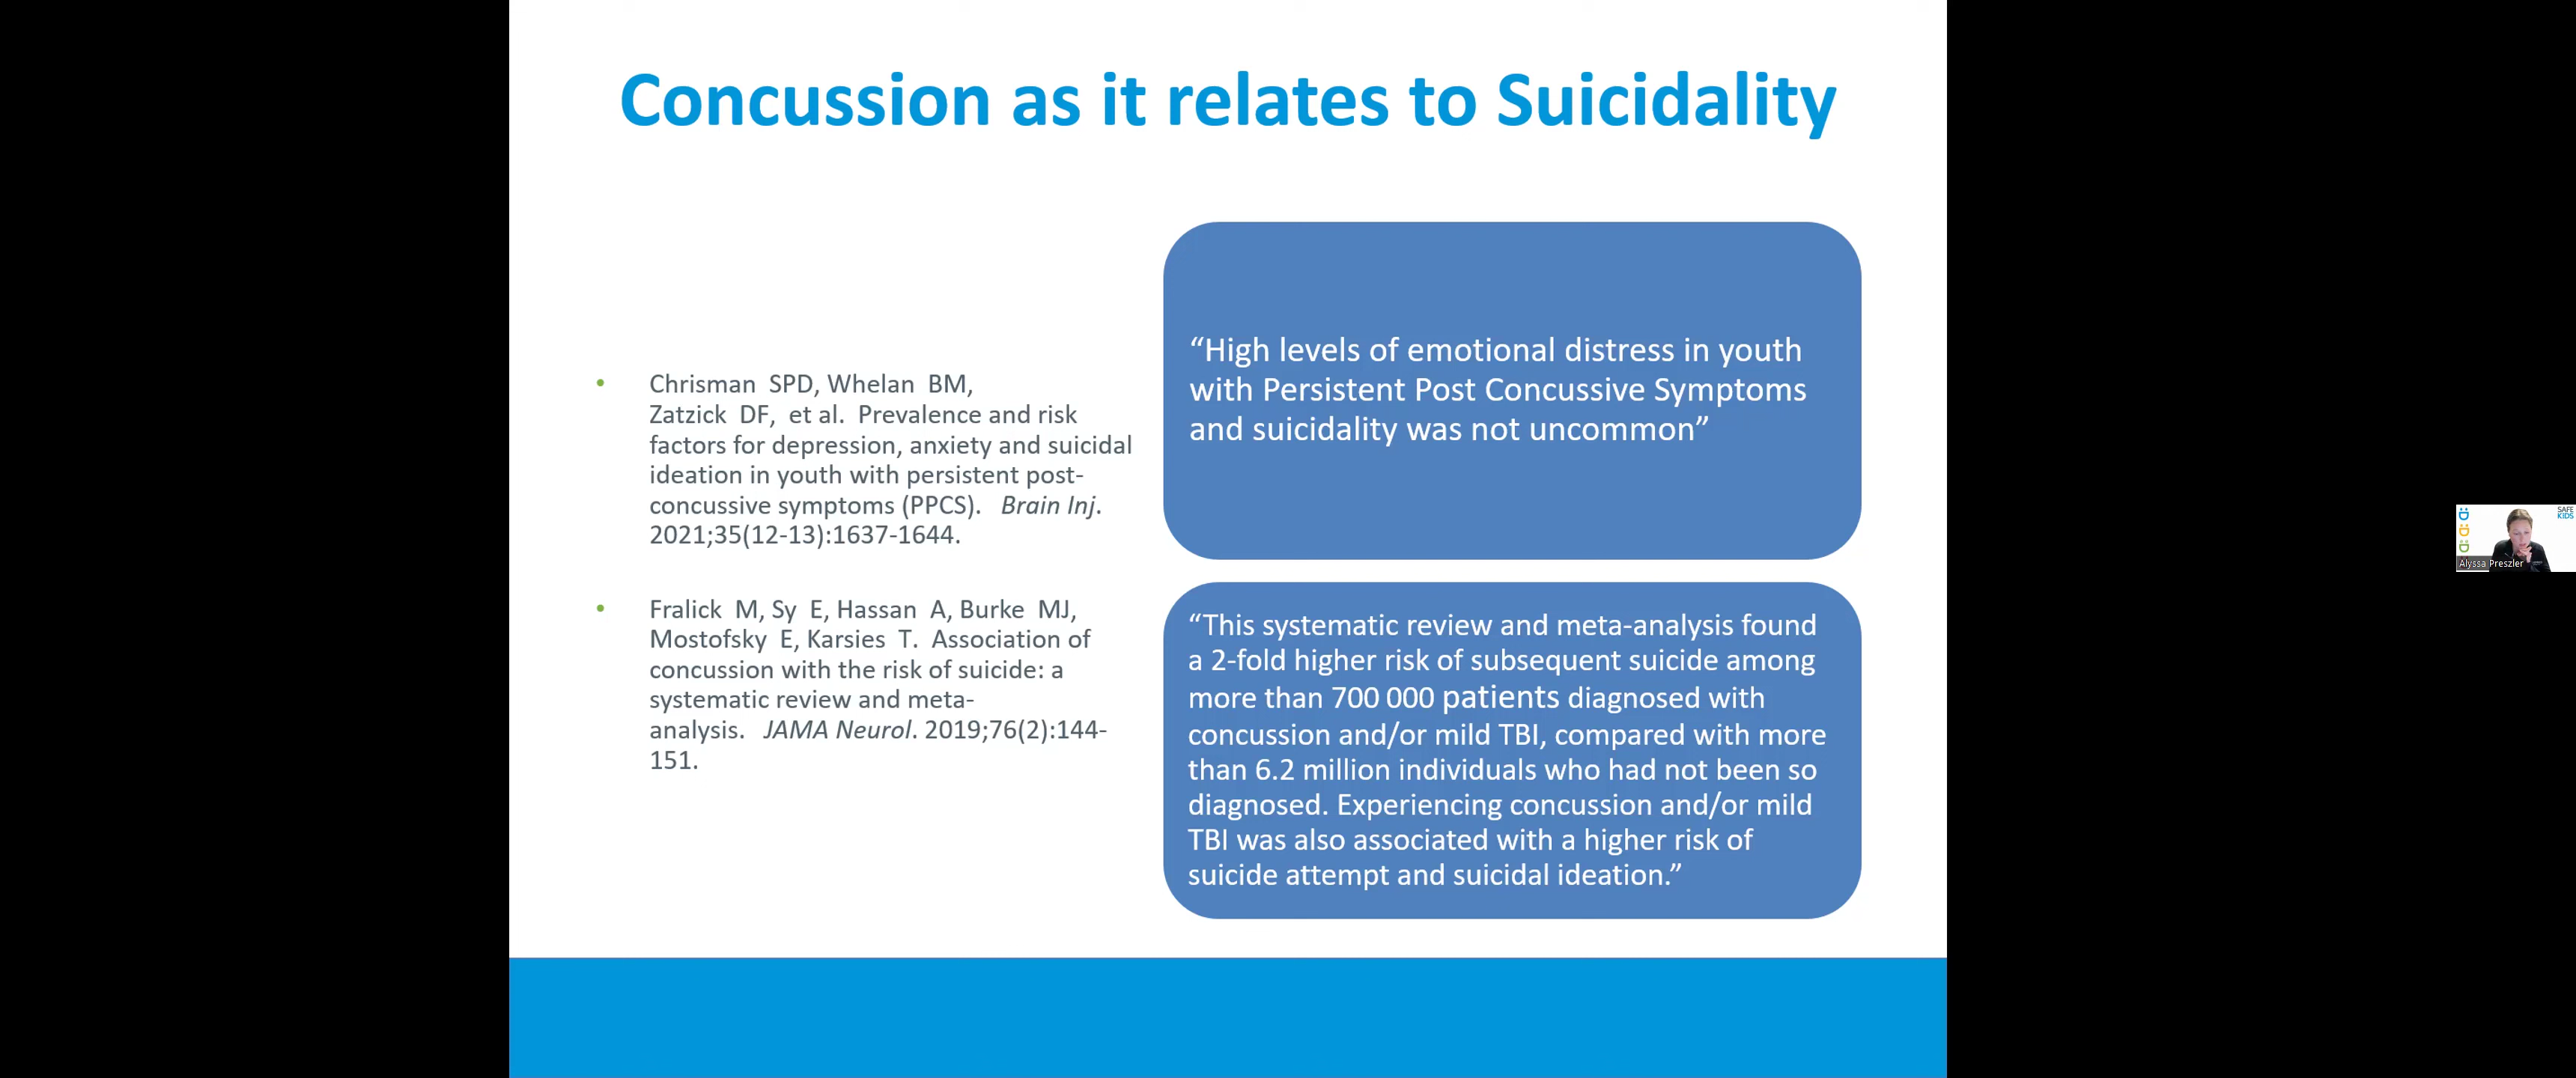 Concussion as it relates to Suicidality
• Chrisman SPD, Whelan BM,
Zatzick DF, et al. Prevalence and risk
factors for depression, anxiety and suicidal
ideation in youth with persistent post-
concussive symptoms (PPCS). Brain Inj.
2021;35(12-13):1637-1644.
• Fralick M, Sy E, Hassan A, Burke MJ,
Mostofsky E, Karsies T. Association of
concussion with the risk of suicide: a
systematic review and meta-
analysis. JAMA Neurol. 2019;76(2):144-
151.
“High levels of emotional distress in youth
with Persistent Post Concussive Symptoms
and suicidality was not uncommon”
“This systematic review and meta-analysis found
a 2-fold higher risk of subsequent suicide among
more than 700 000 patients diagnosed with
concussion and/or mild TBI, compared with more
than 6.2 million individuals who had not been so
diagnosed. Experiencing concussion and/or mild
TBI was also associated with a higher risk of
suicide attempt and suicidal ideation.”
SAFE
KIDS
:D :D :D
Alyssa Preszler